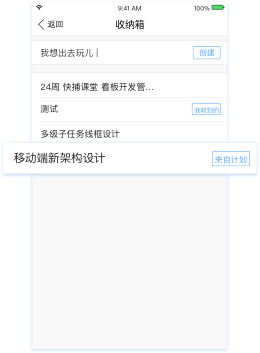 9:41 AM 100%
返回 收纳箱
我想出去玩儿 创建
24周 快捕课堂 看板开发管...
测试 我收到的
多级子任务线框设计
移动端新架构设计 来自计划